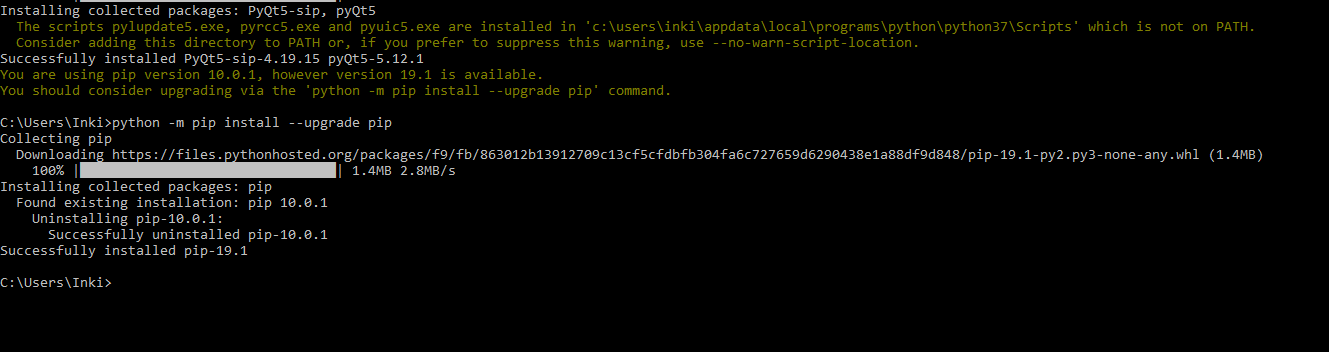 Installing collected packages: PyQt5-sip, pyQt5
The scripts pylupdate5.exe, pyrcc5.exe and pyuic5.exe are installed in 'c:\users\inki\appdata\local\programs\python\python37\Scripts' which is not on PATH.
Consider adding this directory to PATH or, if you prefer to suppress this warning, use --no-warn-script-location.
Successfully installed PyQt5-sip-4.19.15 pyQt5-5.12.1
You are using pip version 10.0.1, however version 19.1 is available.
You should consider upgrading via the 'python -m pip install --upgrade pip' command.
C:\Users\Inki>python -m pip install --upgrade pip
Collecting pip
Downloading https://files.pythonhosted.org/packages/f9/fb/863012b13912709c13cf5cfdbfb304fa6c727659d6290438e1a88df9d848/pip-19.1-py2.py3-none-any.whl (1.4MB)
100% |████████████████████████████████| 1.4MB 2.8MB/s
Installing collected packages: pip
Found existing installation: pip 10.0.1
Uninstalling pip-10.0.1:
Successfully uninstalled pip-10.0.1
Successfully installed pip-19.1
C:\Users\Inki>